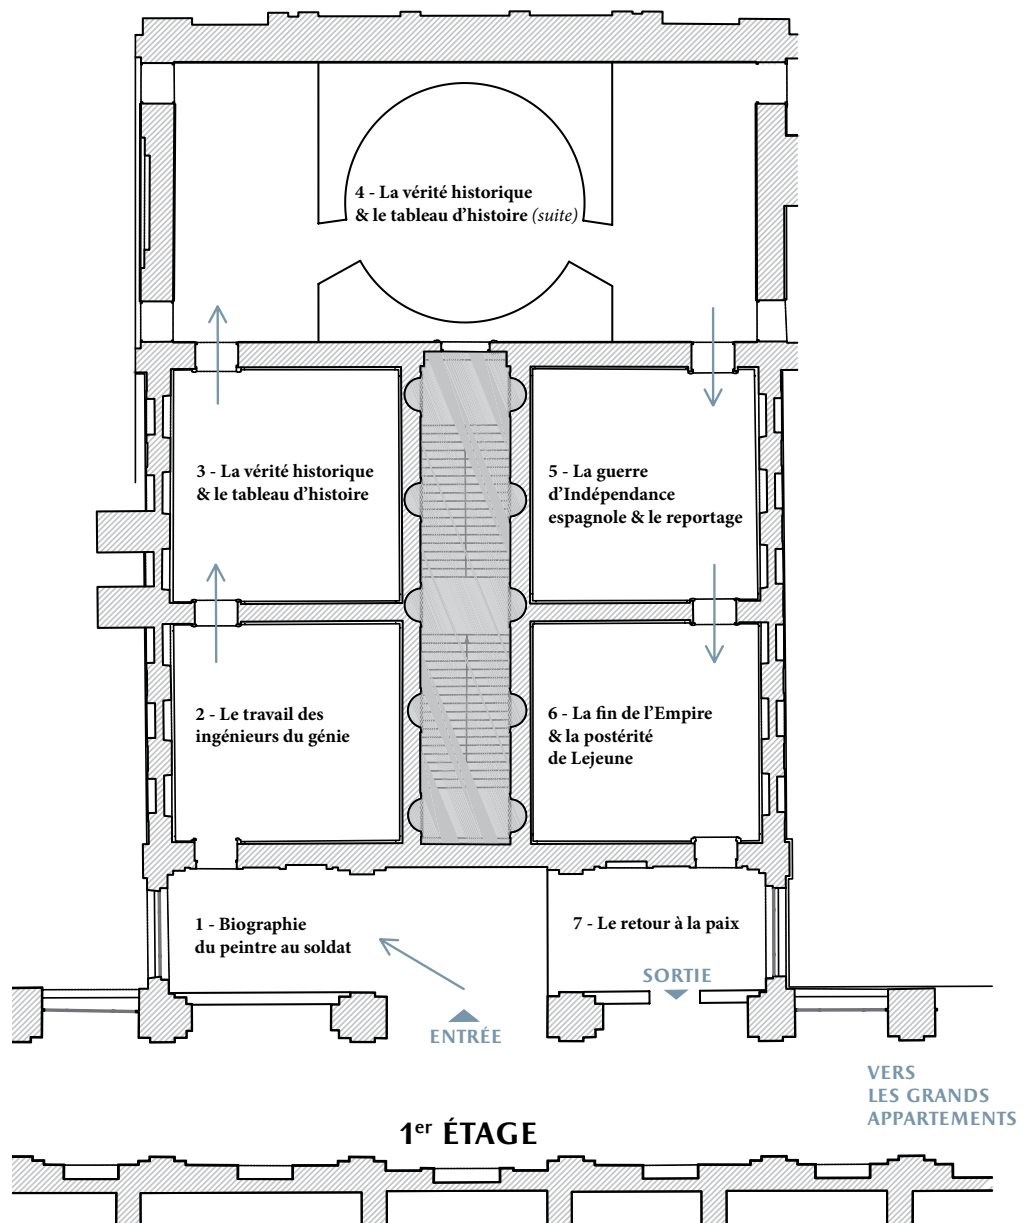 4 - La vérité historique
& le tableau d’histoire (suite)
3 - La vérité historique
& le tableau d’histoire
5 - La guerre
d’Indépendance
espagnole & le reportage
2 - Le travail des
ingénieurs du génie
6 - La fin de l’Empire
& la postérité
de Lejeune
1 - Biographie
du peintre au soldat
7 - Le retour à la paix
SORTIE
ENTRÉE
VERS
LES GRANDS
APPARTEMENTS
1er ÉTAGE